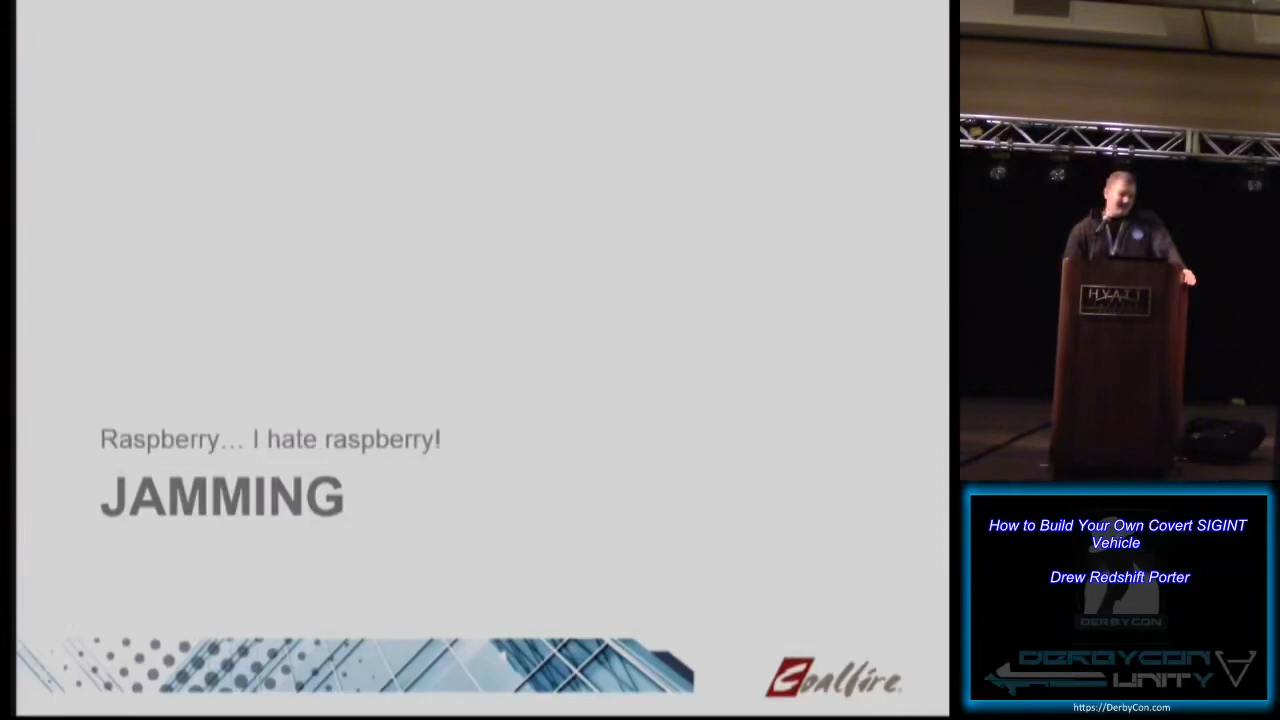 Raspberry… I hate raspberry!
JAMMING
Coalfire
HYATT
How to Build Your Own Covert SIGINT
Vehicle
Drew Redshift Porter
DERBYCON
DERBYCON
UNITY
https://DerbyCon.com